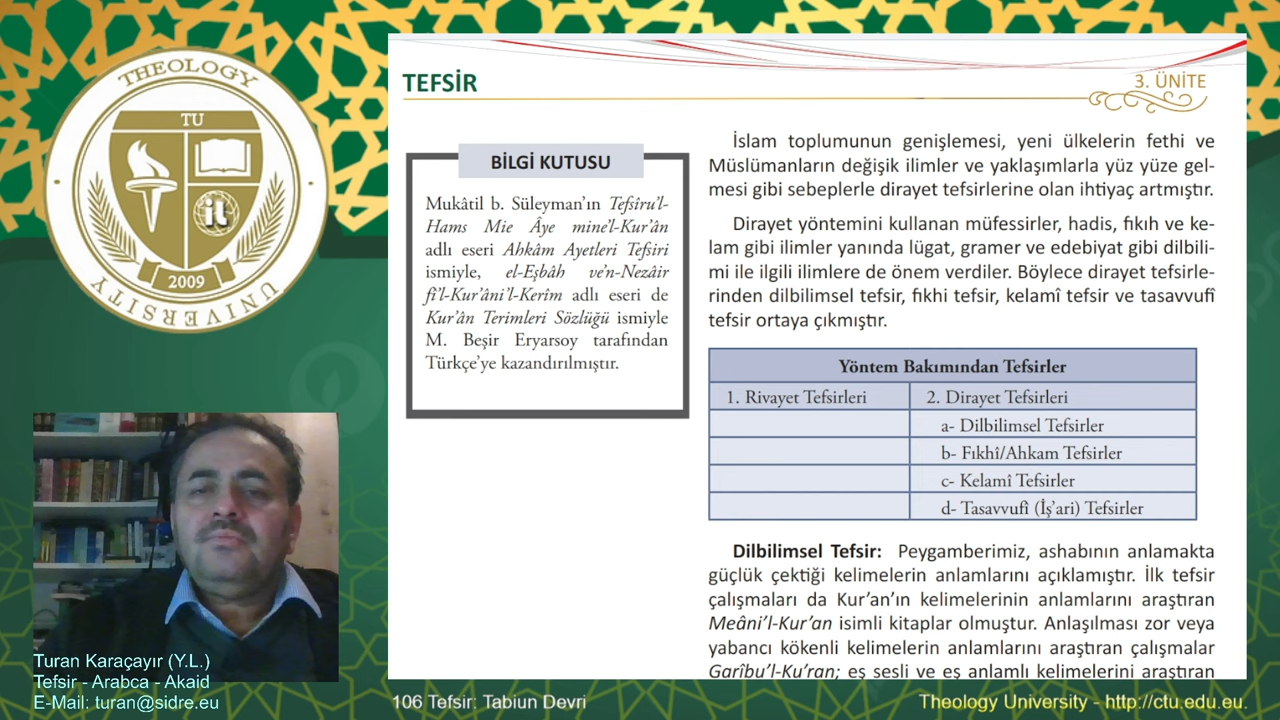 THEOLOGY
TU
2009
UNIVERSITY
TEFSİR
3. ÜNİTE
BİLGİ KUTUSU
Mukâtil b. Süleyman’ın Tefsîru’l-
Hams Mie Âye mine’l-Kur’ân
adlı eseri Ahkâm Ayetleri Tefsiri
ismiyle, el-Eşbâh ve’n-Nezâir
fî’l-Kur’âni’l-Kerîm adlı eseri de
Kur’ân Terimleri Sözlüğü ismiyle
M. Beşir Eryarsoy tarafından
Türkçe’ye kazandırılmıştır.
İslam toplumunun genişlemesi, yeni ülkelerin fethi ve
Müslümanların değişik ilimler ve yaklaşımlarla yüz yüze gel-
mesi gibi sebeplerle dirayet tefsirlerine olan ihtiyaç artmıştır.
Dirayet yöntemini kullanan müfessirler, hadis, fıkıh ve ke-
lam gibi ilimler yanında lügat, gramer ve edebiyat gibi dilbili-
mi ile ilgili ilimlere de önem verdiler. Böylece dirayet tefsirle-
rinden dilbilimsel tefsir, fıkhi tefsir, kelamî tefsir ve tasavvufî
tefsir ortaya çıkmıştır.
Yöntem Bakımından Tefsirler
1. Rivayet Tefsirleri 2. Dirayet Tefsirleri
a- Dilbilimsel Tefsirler
b- Fıkhî/Ahkam Tefsirler
c- Kelamî Tefsirler
d- Tasavvufî (İş’ari) Tefsirler
Dilbilimsel Tefsir: Peygamberimiz, ashabının anlamakta
güçlük çektiği kelimelerin anlamlarını açıklamıştır. İlk tefsir
çalışmaları da Kur’an’ın kelimelerinin anlamlarını araştıran
Meâni’l-Kur’an isimli kitaplar olmuştur. Anlaşılması zor veya
yabancı kökenli kelimelerin anlamlarını araştıran çalışmalar
Garîbu’l-Ku’ran; eş sesli ve eş anlamlı kelimelerini araştıran
Turan Karaçayır (Y.L.)
Tefsir - Arabca - Akaid
E-Mail: turan@sidre.eu
106 Tefsir: Tabiun Devri
Theology University - http://ctu.edu.eu.